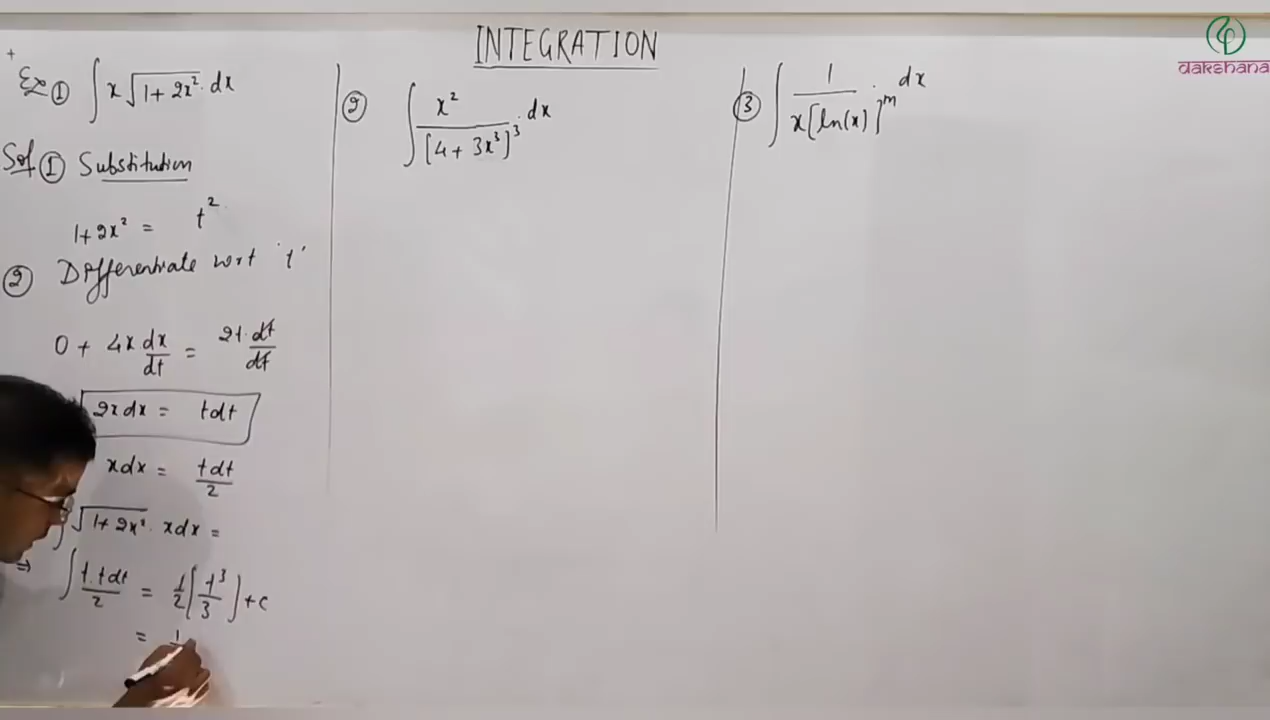 INTEGRATION
dakshana
Ex ① ∫ x √(1 + 2x²) · dx
Sol ① Substitution
1 + 2x² = t²
② Differentiate wrt 't'
0 + 4x dx/dt = 2t · dt/dt
2x dx = t dt
x dx = t dt / 2
∫ √(1 + 2x²) · x dx =
⇒ ∫ t · t dt / 2 = 1/2 (t³/3) + c
= 1
② ∫ x² / [4 + 3x³]³ · dx
③ ∫ 1 / x[ln(x)]ᵐ · dx